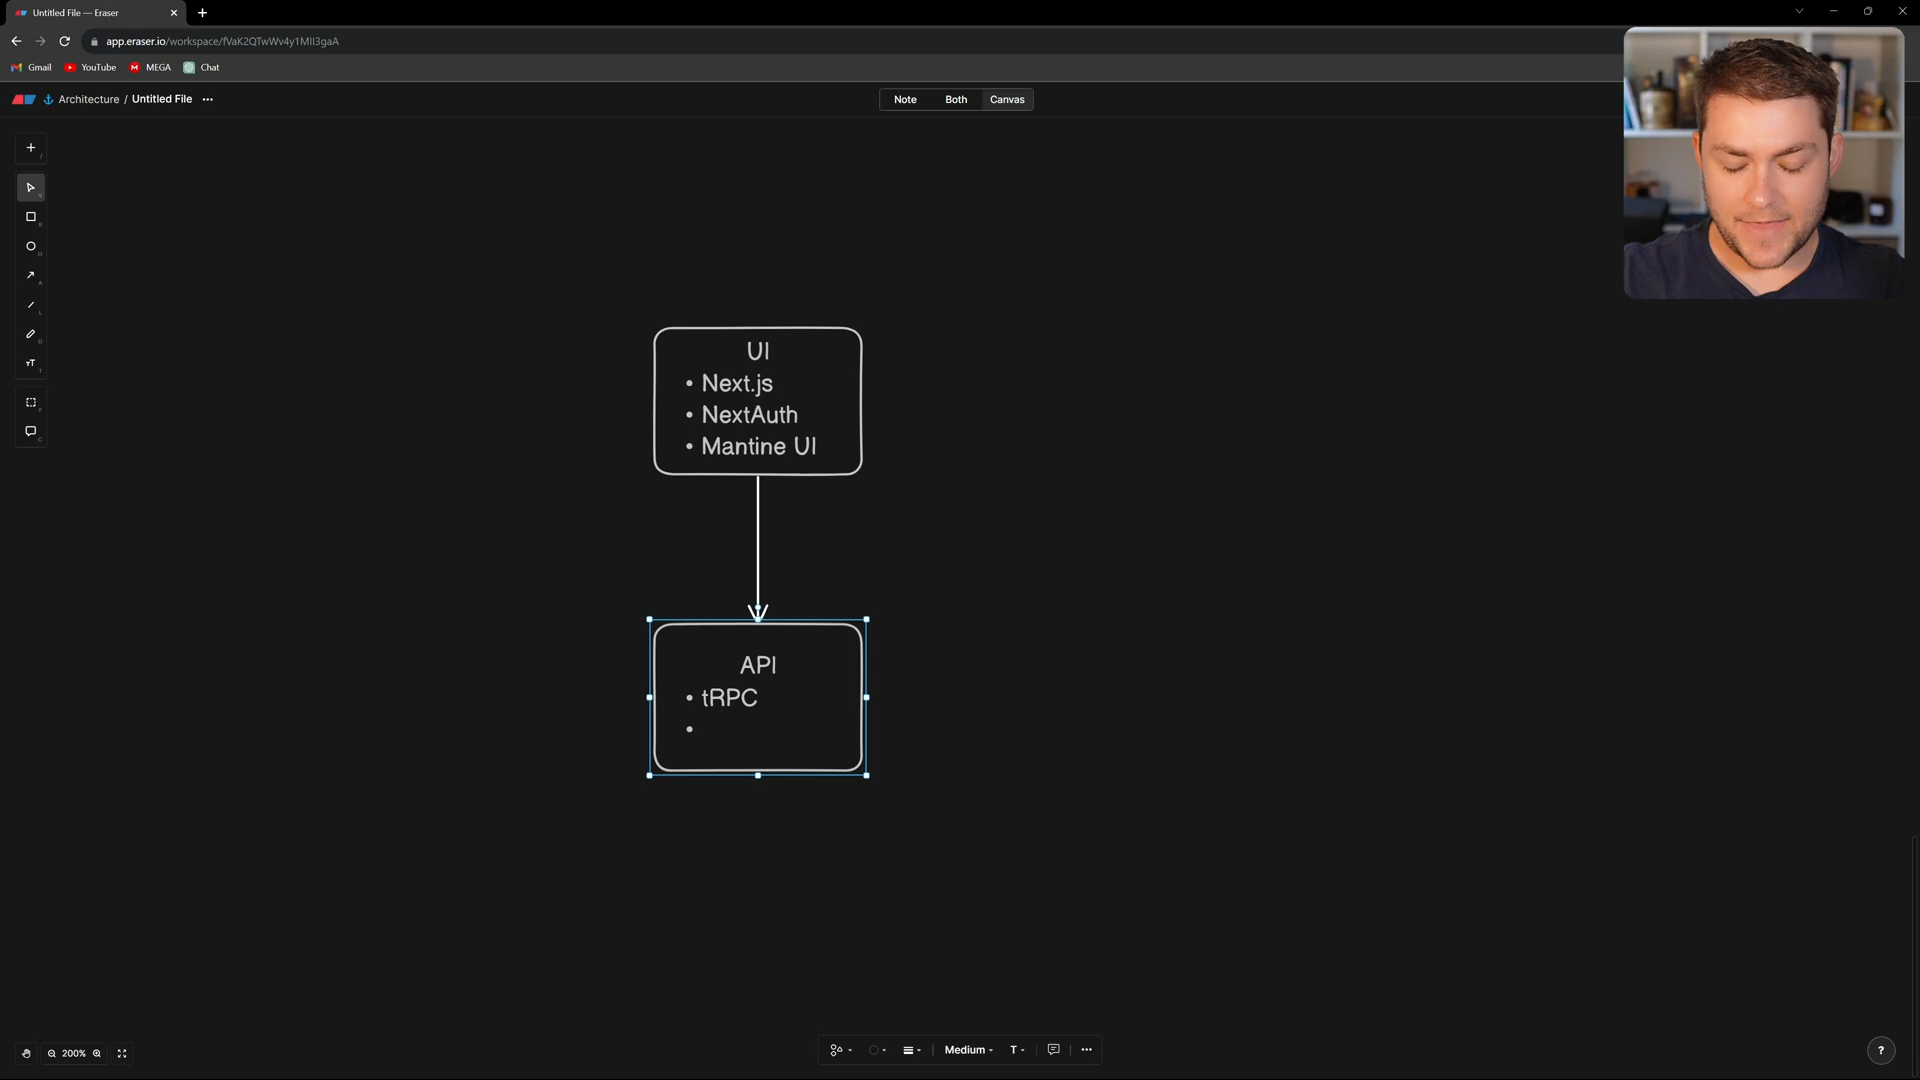 Untitled File — Eraser
app.eraser.io/workspace/fVaK2QTwWv4y1MIl3gaA
Gmail YouTube MEGA Chat
Architecture / Untitled File
Note Both Canvas
UI
• Next.js
• NextAuth
• Mantine UI
API
• tRPC
•
200%
Medium T
?